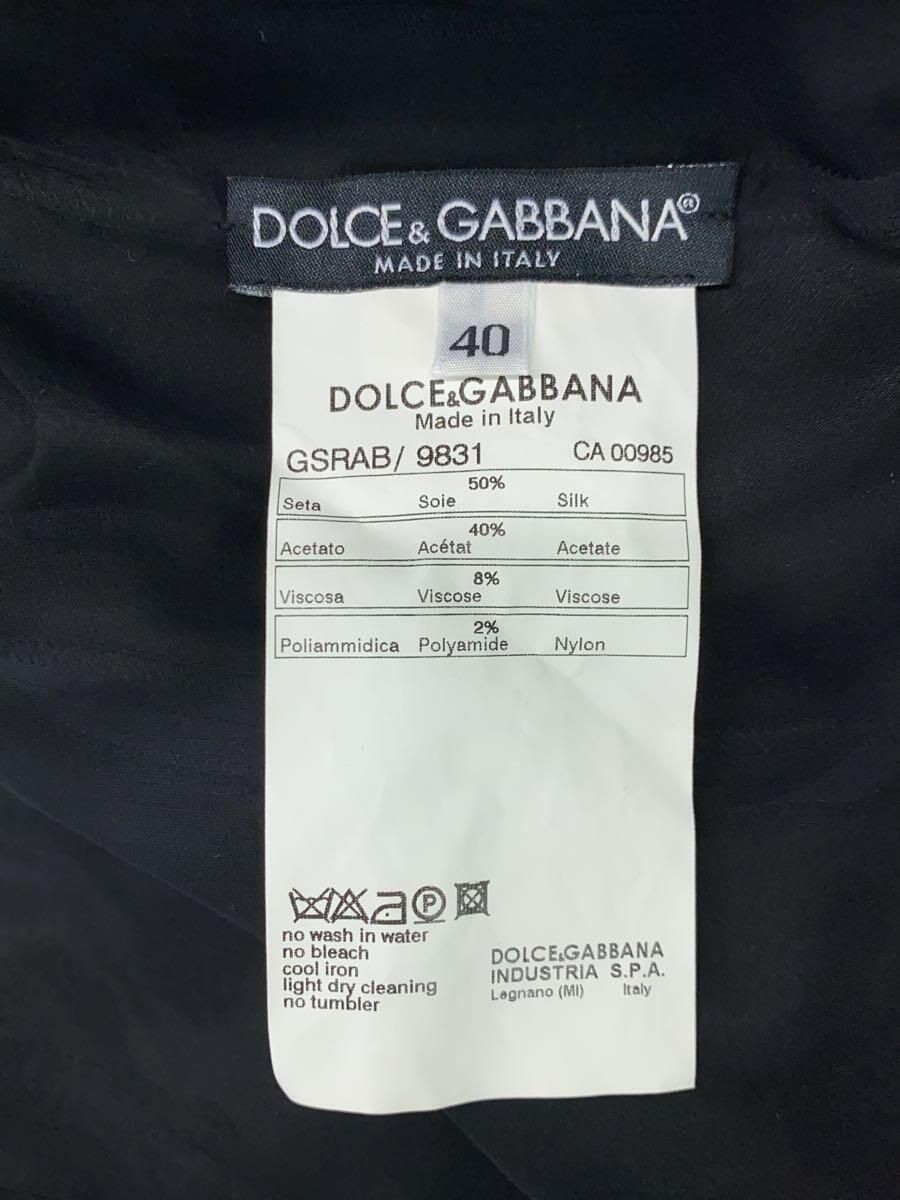 DOLCE & GABBANA®
MADE IN ITALY
40
DOLCE&GABBANA
Made in Italy
GSRAB/ 9831 CA 00985
50%
Seta Soie Silk
40%
Acetato Acétat Acetate
8%
Viscosa Viscose Viscose
2%
Poliammidica Polyamide Nylon
P
no wash in water
no bleach
cool iron
light dry cleaning
no tumbler
DOLCE&GABBANA
INDUSTRIA S.P.A.
Legnano (MI) Italy